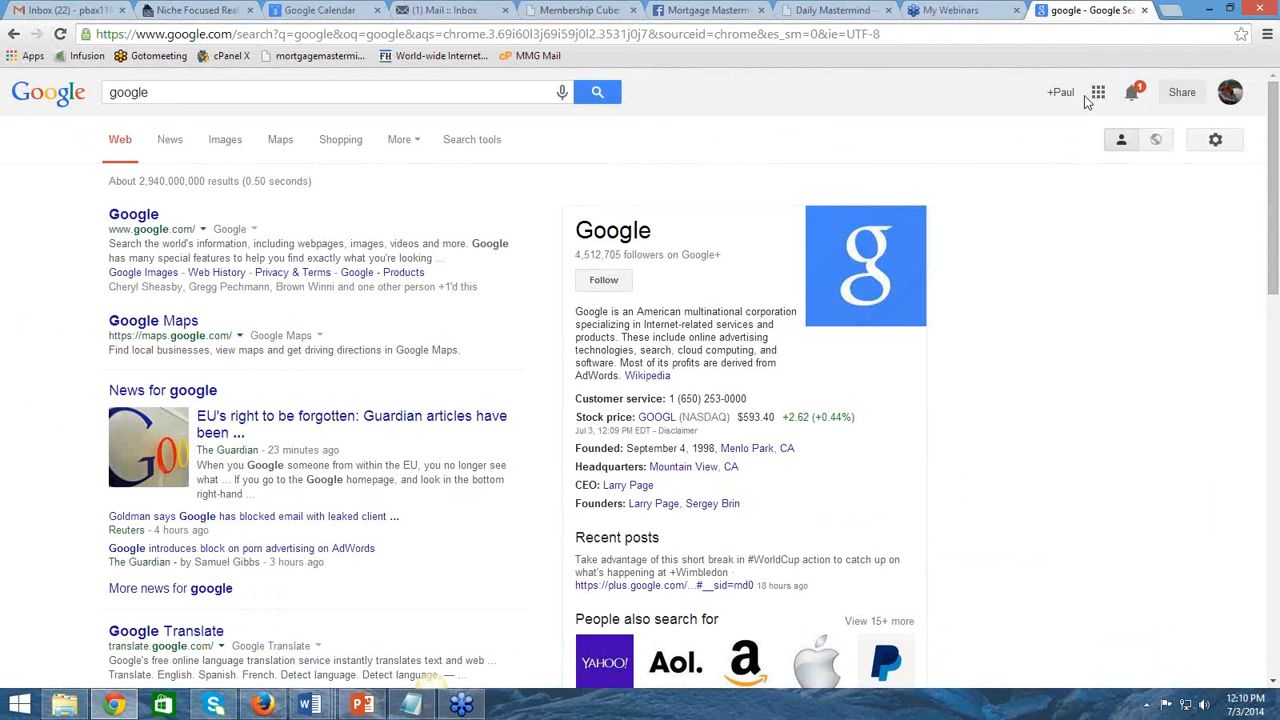 Inbox (22) - pbax11
Niche Focused Rea
Google Calendar
(1) Mail :: Inbox
Membership Cube
Mortgage Masterm
Daily Mastermind –
My Webinars
google - Google Sea
https://www.google.com/search?q=google&oq=google&aqs=chrome.3.69i60l3j69i59j0l2.3531j0j7&sourceid=chrome&es_sm=0&ie=UTF-8
Apps
Infusion
Gotomeeting
cPanel X
mortgagemastermi...
FH World-wide Internet...
cP MMG Mail
Google
google
+Paul
1
Share
Web
News
Images
Maps
Shopping
More
Search tools
About 2,940,000,000 results (0.50 seconds)
Google
www.google.com/ Google
Search the world's information, including webpages, images, videos and more. Google
has many special features to help you find exactly what you're looking ...
Google Images - Web History - Privacy & Terms - Google - Products
Cheryl Sheasby, Gregg Pechmann, Brown Winni and one other person +1'd this
Google Maps
https://maps.google.com/ Google Maps
Find local businesses, view maps and get driving directions in Google Maps.
News for google
EU's right to be forgotten: Guardian articles have
been ...
The Guardian - 23 minutes ago
When you Google someone from within the EU, you no longer see
what ... If you go to the Google homepage, and look in the bottom
right-hand ...
Goldman says Google has blocked email with leaked client ...
Reuters - 4 hours ago
Google introduces block on porn advertising on AdWords
The Guardian - by Samuel Gibbs - 3 hours ago
More news for google
Google Translate
translate.google.com/ Google Translate
Google's free online language translation service instantly translates text and web ...
Translate. English. Spanish. French. Detect language. Detect language. — ...
Google
4,512,705 followers on Google+
Follow
g
Google is an American multinational corporation
specializing in Internet-related services and
products. These include online advertising
technologies, search, cloud computing, and
software. Most of its profits are derived from
AdWords. Wikipedia
Customer service: 1 (650) 253-0000
Stock price: GOOGL (NASDAQ) $593.40 +2.62 (+0.44%)
Jul 3, 12:09 PM EDT - Disclaimer
Founded: September 4, 1998, Menlo Park, CA
Headquarters: Mountain View, CA
CEO: Larry Page
Founders: Larry Page, Sergey Brin
Recent posts
Take advantage of this short break in #WorldCup action to catch up on
what's happening at +Wimbledon ·
https://plus.google.com/...#__sid=md0 18 hours ago
People also search for
View 15+ more
YAHOO!
Aol.
a
P
12:10 PM
7/3/2014